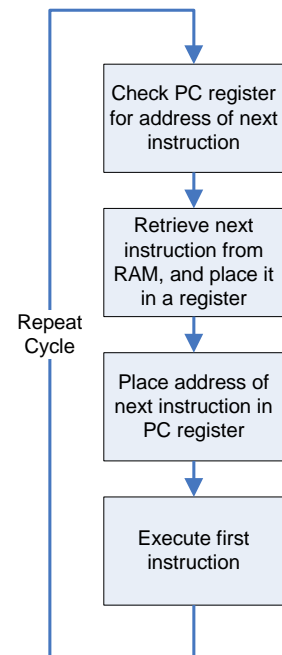 Check PC register
for address of next
instruction
Retrieve next
instruction from
RAM, and place it
in a register
Repeat
Cycle
Place address of
next instruction in
PC register
Execute first
instruction